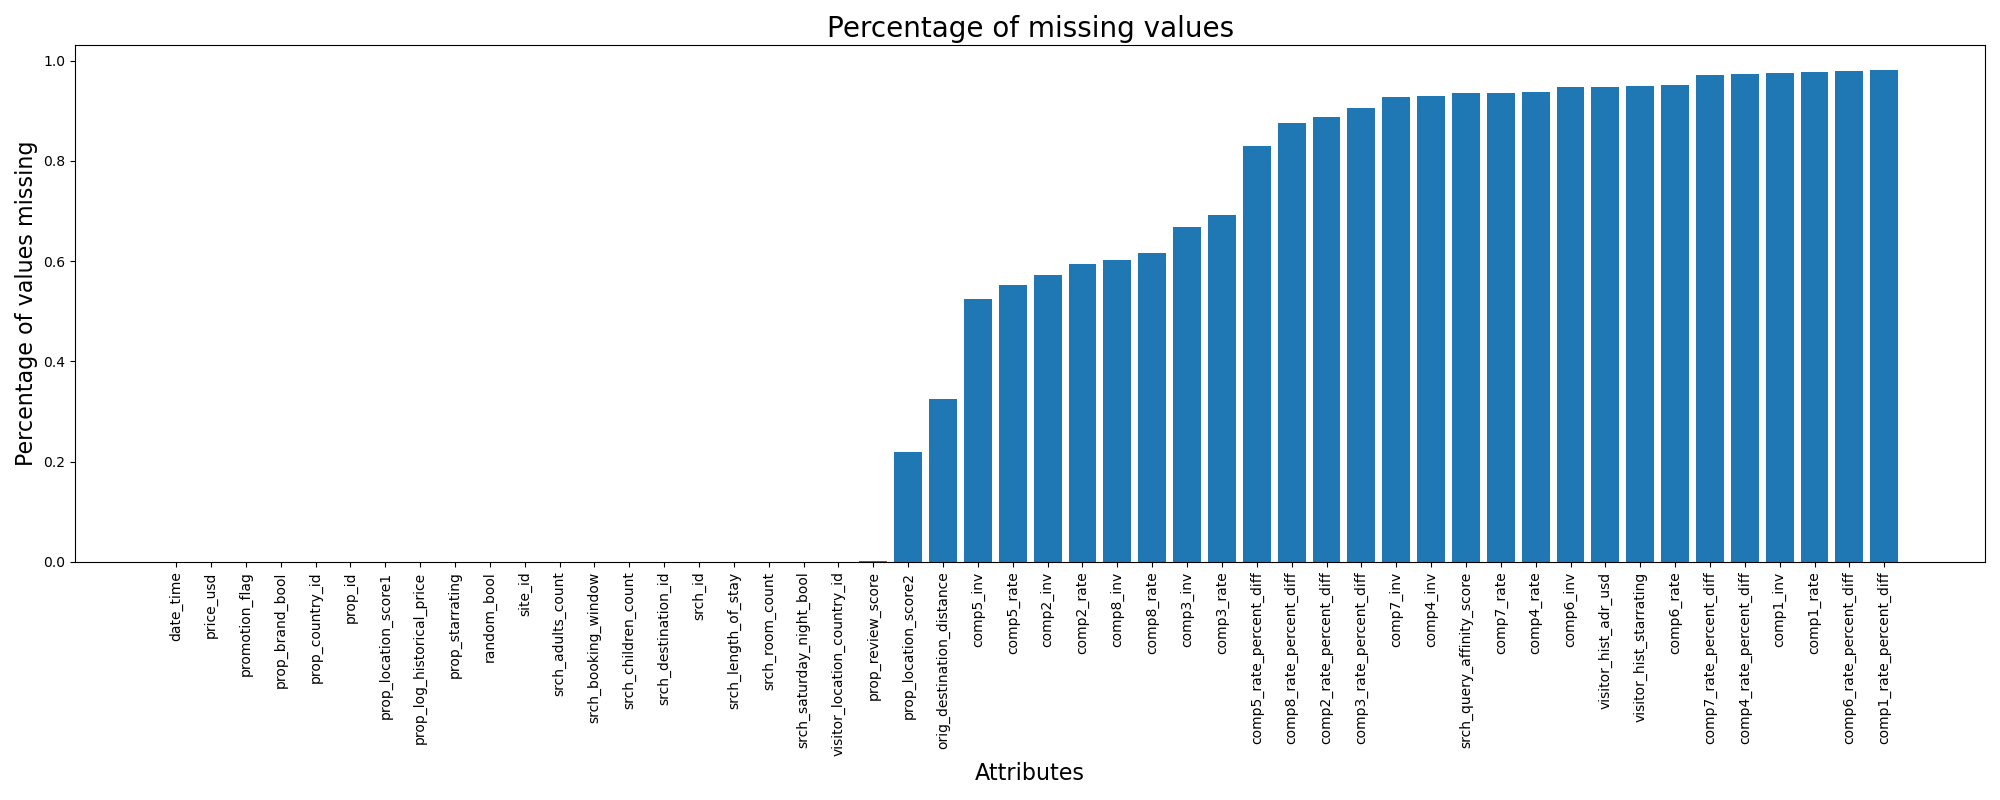 Percentage of missing values
Percentage of values missing
1.0
0.8
0.6
0.4
0.2
0.0
date_time
price_usd
promotion_flag
prop_brand_bool
prop_country_id
prop_id
prop_location_score1
prop_log_historical_price
prop_starrating
random_bool
site_id
srch_adults_count
srch_booking_window
srch_children_count
srch_destination_id
srch_id
srch_length_of_stay
srch_room_count
srch_saturday_night_bool
visitor_location_country_id
prop_review_score
prop_location_score2
orig_destination_distance
comp5_inv
comp5_rate
comp2_inv
comp2_rate
comp8_inv
comp8_rate
comp3_inv
comp3_rate
comp5_rate_percent_diff
comp8_rate_percent_diff
comp2_rate_percent_diff
comp3_rate_percent_diff
comp7_inv
comp4_inv
srch_query_affinity_score
comp7_rate
comp4_rate
comp6_inv
visitor_hist_adr_usd
visitor_hist_starrating
comp6_rate
comp7_rate_percent_diff
comp4_rate_percent_diff
comp1_inv
comp1_rate
comp6_rate_percent_diff
comp1_rate_percent_diff
Attributes